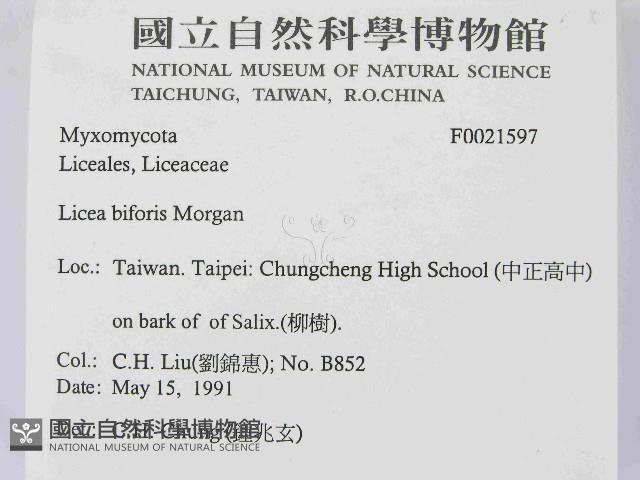 國立自然科學博物館
NATIONAL MUSEUM OF NATURAL SCIENCE
TAICHUNG, TAIWAN, R.O.CHINA
Myxomycota F0021597
Liceales, Liceaceae
Licea biforis Morgan
Loc.: Taiwan. Taipei: Chungcheng High School (中正高中)
on bark of of Salix.(柳樹).
Col.: C.H. Liu(劉錦惠); No. B852
Date: May 15, 1991
國立自然科學博物館
NATIONAL MUSEUM OF NATURAL SCIENCE